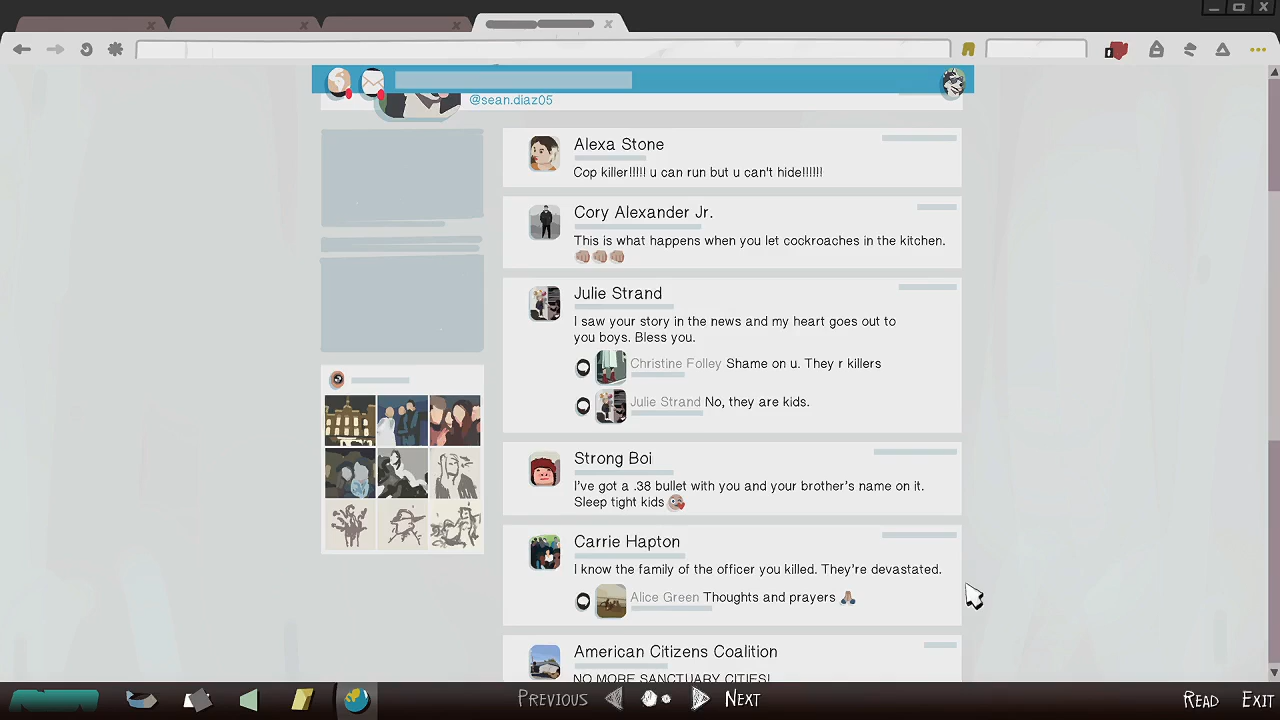 @sean.diaz05
Alexa Stone
Cop killer!!!!! u can run but u can't hide!!!!!!
Cory Alexander Jr.
This is what happens when you let cockroaches in the kitchen.
👊🏼👊🏼👊🏼
Julie Strand
I saw your story in the news and my heart goes out to
you boys. Bless you.
Christine Folley Shame on u. They r killers
Julie Strand No, they are kids.
Strong Boi
I've got a .38 bullet with you and your brother's name on it.
Sleep tight kids 😘
Carrie Hapton
I know the family of the officer you killed. They're devastated.
Alice Green Thoughts and prayers 🙏🏽
American Citizens Coalition
NO MORE SANCTUARY CITIES!
PREVIOUS NEXT
READ EXIT